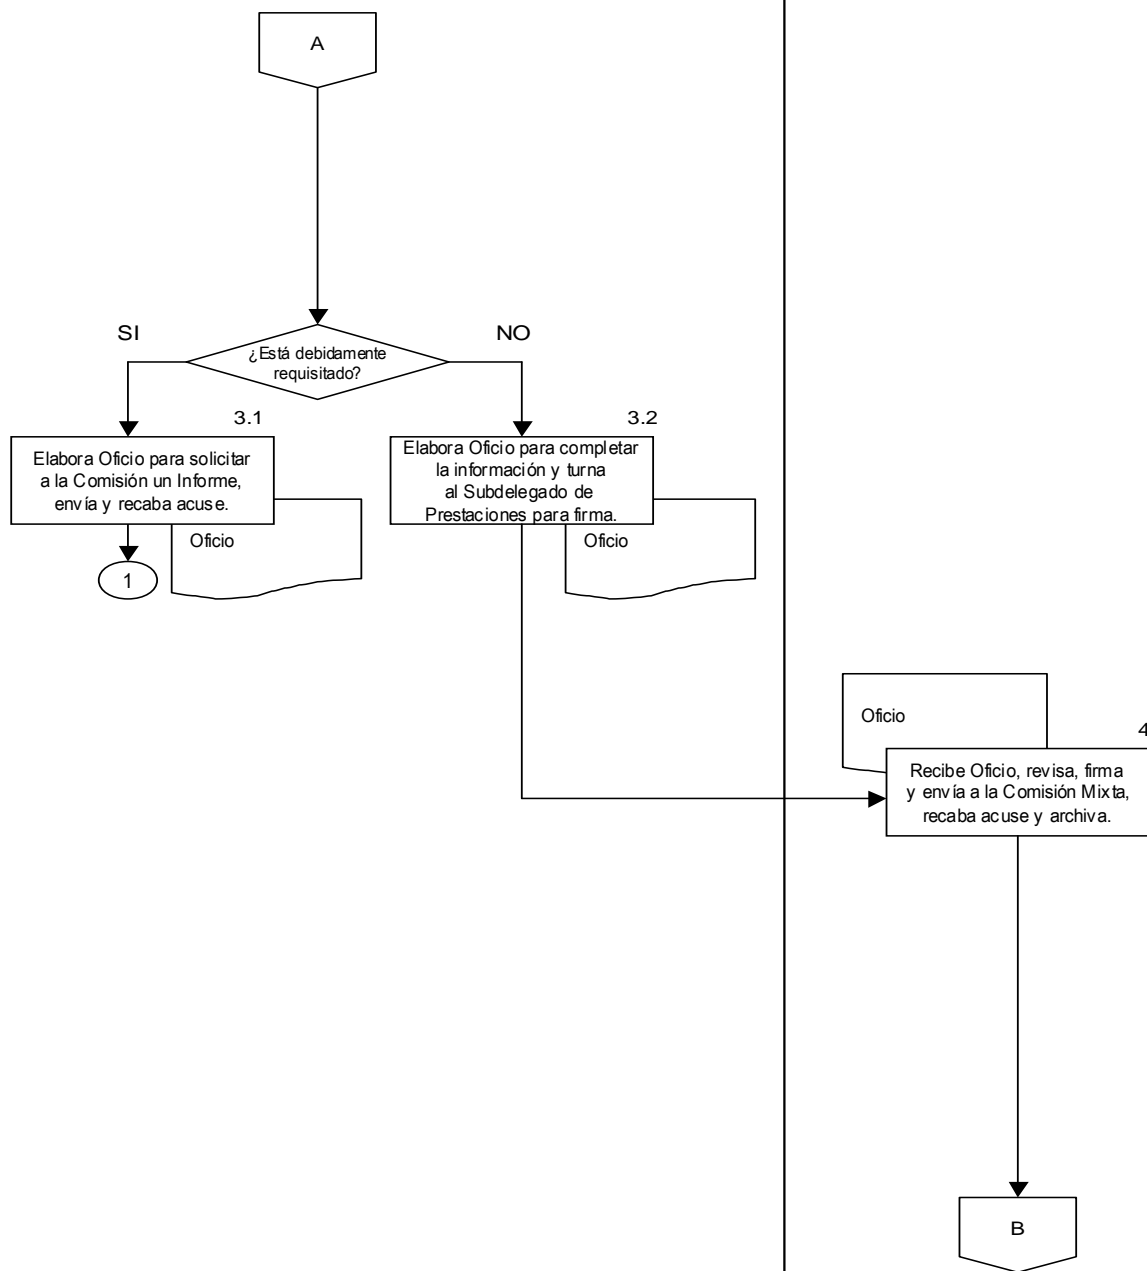 A
SI
NO
¿Está debidamente
requisitado?
3.1
3.2
Elabora Oficio para solicitar
a la Comisión un Informe,
envía y recaba acuse.
Elabora Oficio para completar
la información y turna
al Subdelegado de
Prestaciones para firma.
Oficio
Oficio
1
Oficio
4
Recibe Oficio, revisa, firma
y envía a la Comisión Mixta,
recaba acuse y archiva.
B